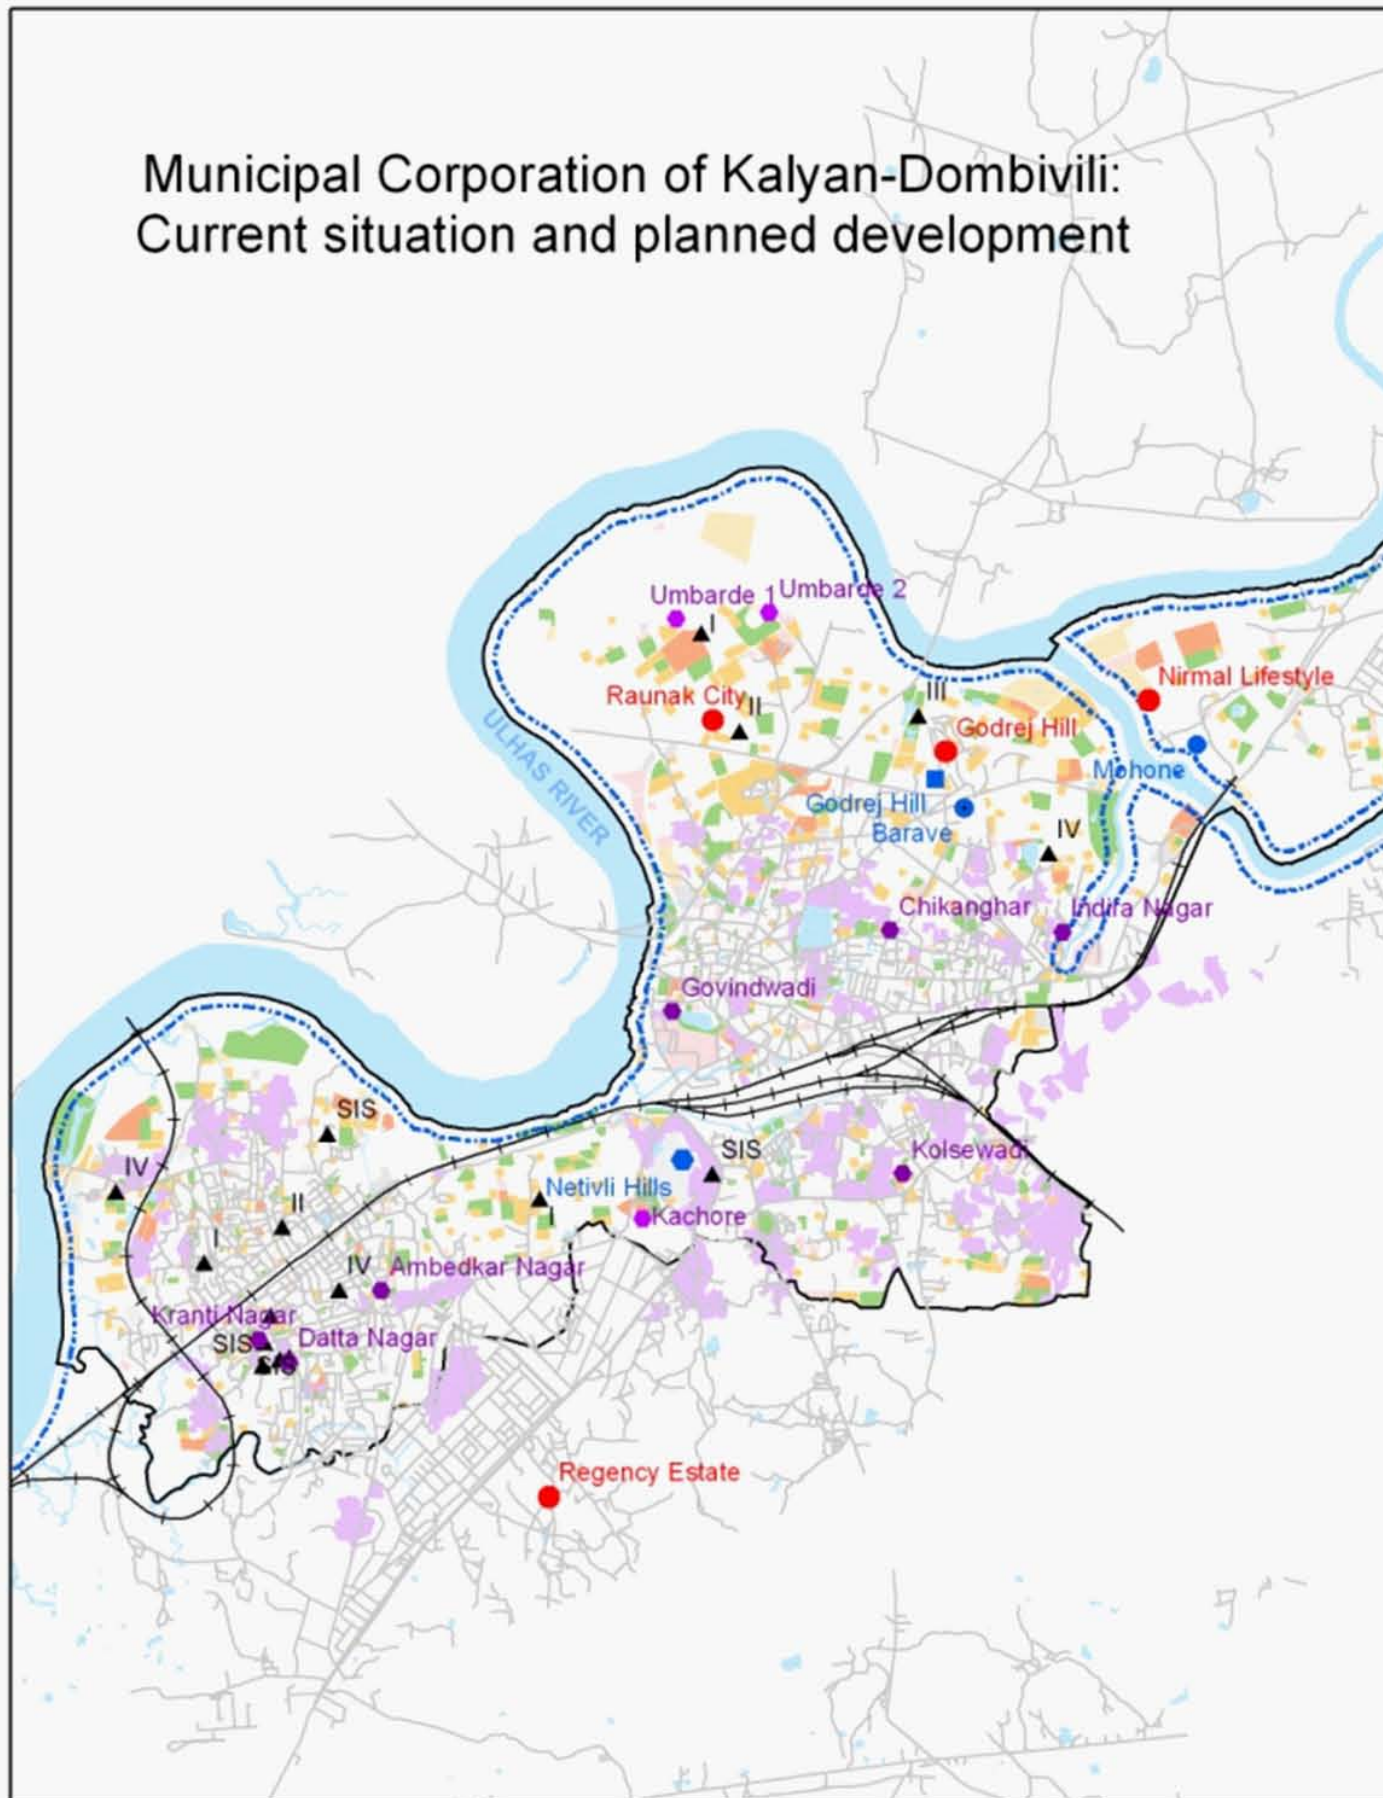 Municipal Corporation of Kalyan-Dombivili:
Current situation and planned development
Umbarde 1
Umbarde 2
I
Raunak City
II
III
Nirmal Lifestyle
Godrej Hill
Mohone
Godrej Hill
Barave
IV
ULHAS RIVER
Chikanghar
Indira Nagar
Govindwadi
SIS
SIS
Kolsewadi
IV
Netivli Hills
II
I
Kachore
I
IV
Ambedkar Nagar
Kranti Nagar
SIS
Datta Nagar
SIS
Regency Estate